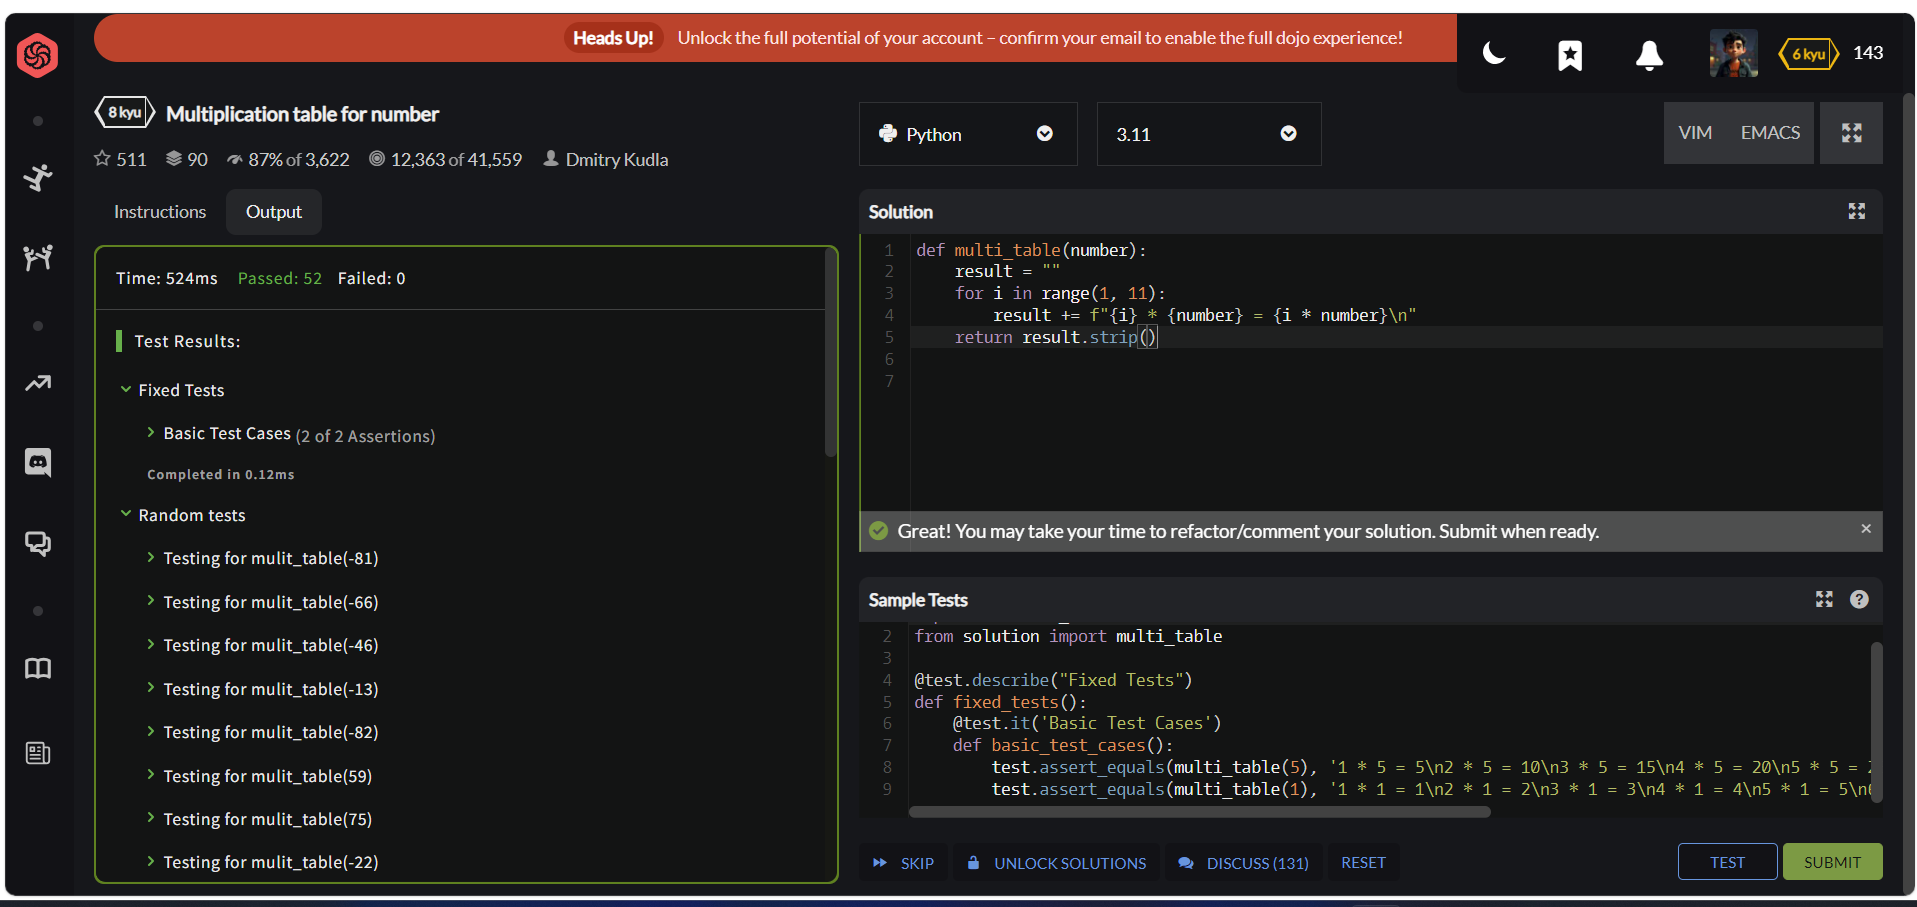 Heads Up! Unlock the full potential of your account – confirm your email to enable the full dojo experience!
6 kyu 143
8 kyu Multiplication table for number
511 90 87% of 3,622 12,363 of 41,559 Dmitry Kudla
Python 3.11 VIM EMACS
Instructions Output
Time: 524ms Passed: 52 Failed: 0
Test Results:
Fixed Tests
Basic Test Cases (2 of 2 Assertions)
Completed in 0.12ms
Random tests
Testing for mulit_table(-81)
Testing for mulit_table(-66)
Testing for mulit_table(-46)
Testing for mulit_table(-13)
Testing for mulit_table(-82)
Testing for mulit_table(59)
Testing for mulit_table(75)
Testing for mulit_table(-22)
Solution
1 def multi_table(number):
2     result = ""
3     for i in range(1, 11):
4         result += f"{i} * {number} = {i * number}\n"
5     return result.strip()
6
7
Great! You may take your time to refactor/comment your solution. Submit when ready.
Sample Tests
2 from solution import multi_table
3
4 @test.describe("Fixed Tests")
5 def fixed_tests():
6     @test.it('Basic Test Cases')
7     def basic_test_cases():
8         test.assert_equals(multi_table(5), '1 * 5 = 5\n2 * 5 = 10\n3 * 5 = 15\n4 * 5 = 20\n5 * 5 =
9         test.assert_equals(multi_table(1), '1 * 1 = 1\n2 * 1 = 2\n3 * 1 = 3\n4 * 1 = 4\n5 * 1 = 5\n
SKIP UNLOCK SOLUTIONS DISCUSS (131) RESET TEST SUBMIT